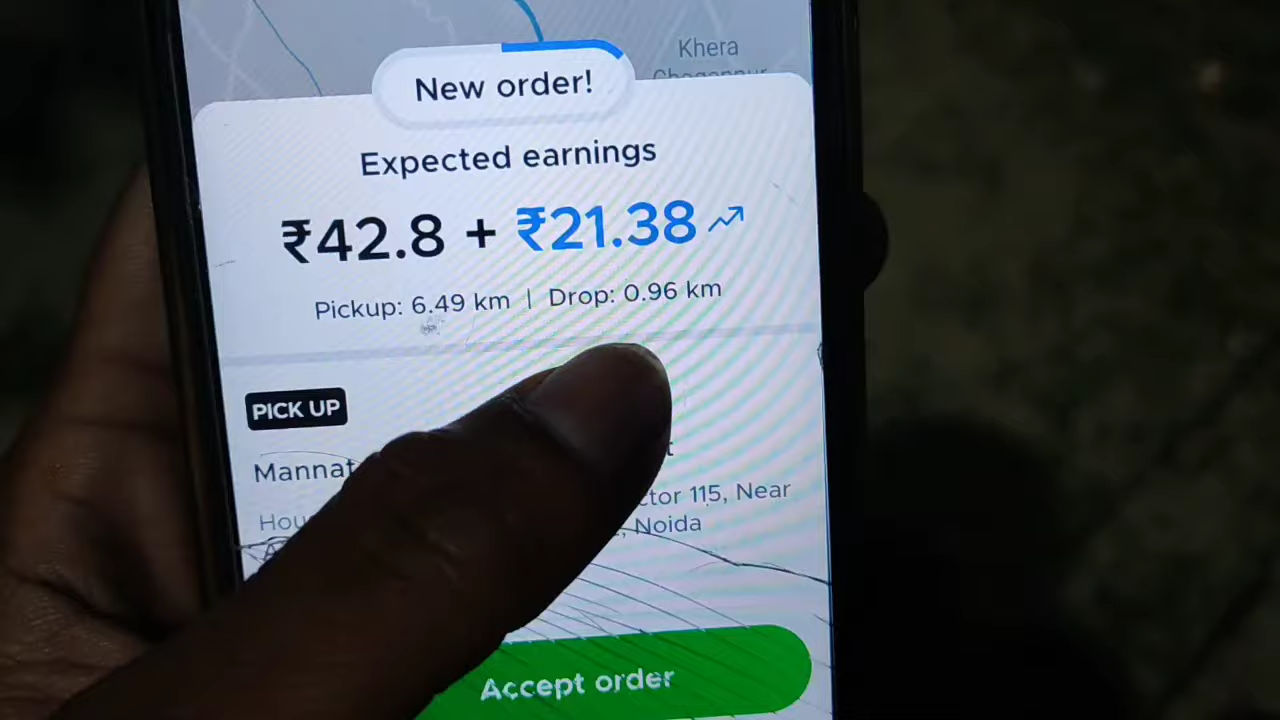 Khera
New order!
Expected earnings
₹42.8 + ₹21.38
Pickup: 6.49 km | Drop: 0.96 km
PICK UP
Mannat
115, Near
Noida
Accept order